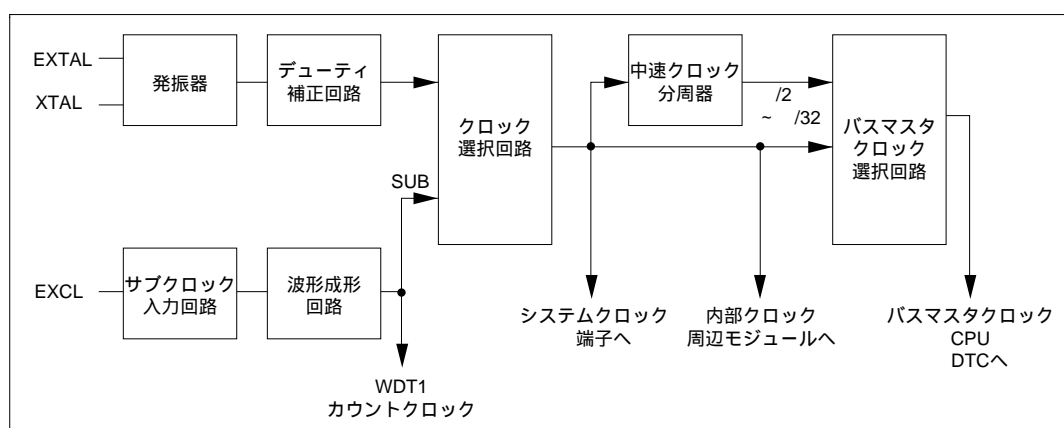 EXTAL
XTAL
発振器
デューティ
補正回路
クロック
選択回路
中速クロック
分周器
/2
~ /32
バスマスタ
クロック
選択回路
SUB
EXCL
サブクロック
入力回路
波形成形
回路
WDT1
カウントクロック
システムクロック
端子へ
内部クロック
周辺モジュールへ
バスマスタクロック
CPU
DTCへ